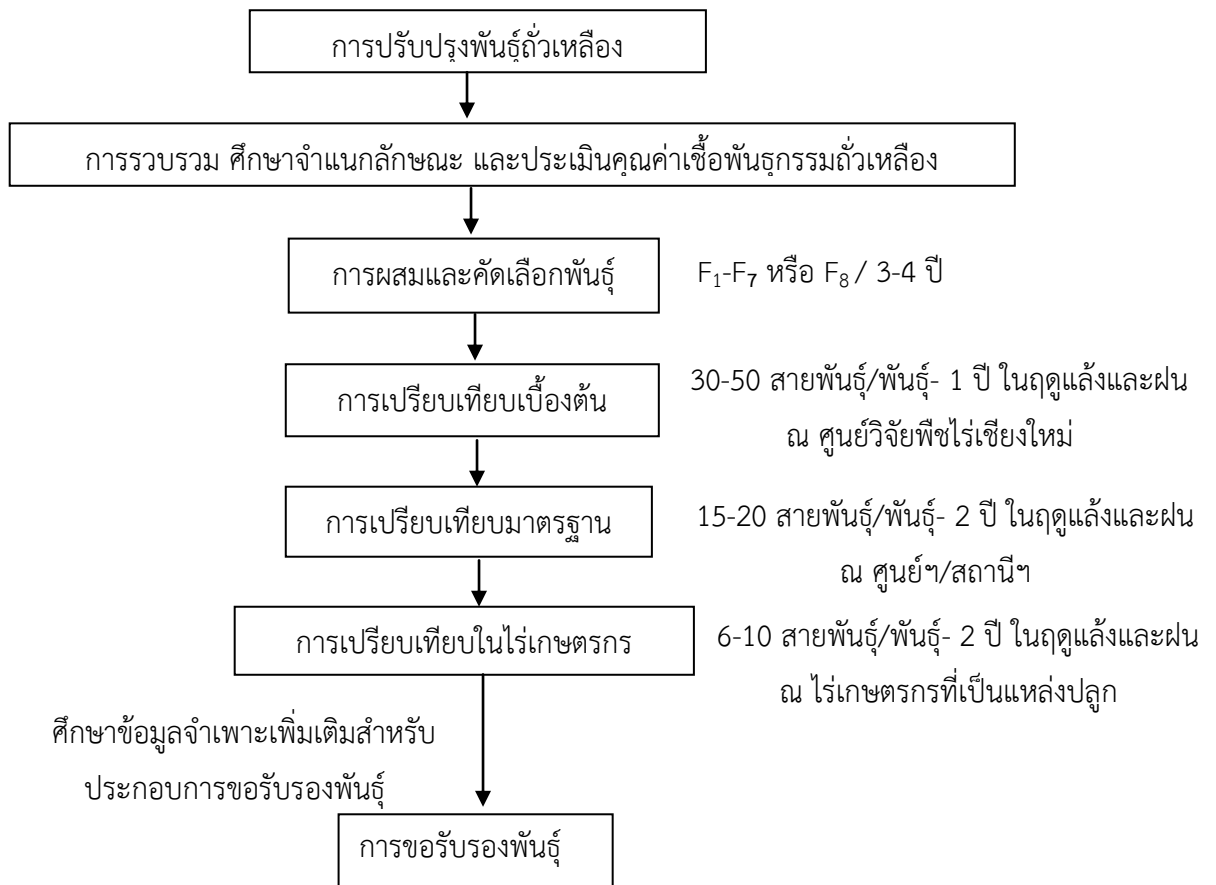 การปรับปรุงพันธุ์ถั่วเหลือง
การรวบรวม ศึกษาจำแนกลักษณะ และประเมินคุณค่าเชื้อพันธุกรรมถั่วเหลือง
การผสมและคัดเลือกพันธุ์
F₁-F₇ หรือ F₈ / 3-4 ปี
การเปรียบเทียบเบื้องต้น
30-50 สายพันธุ์/พันธุ์- 1 ปี ในฤดูแล้งและฝน
ณ ศูนย์วิจัยพืชไร่เชียงใหม่
การเปรียบเทียบมาตรฐาน
15-20 สายพันธุ์/พันธุ์- 2 ปี ในฤดูแล้งและฝน
ณ ศูนย์ฯ/สถานีฯ
การเปรียบเทียบในไร่เกษตรกร
6-10 สายพันธุ์/พันธุ์- 2 ปี ในฤดูแล้งและฝน
ณ ไร่เกษตรกรที่เป็นแหล่งปลูก
ศึกษาข้อมูลจำเพาะเพิ่มเติมสำหรับ
ประกอบการขอรับรองพันธุ์
การขอรับรองพันธุ์